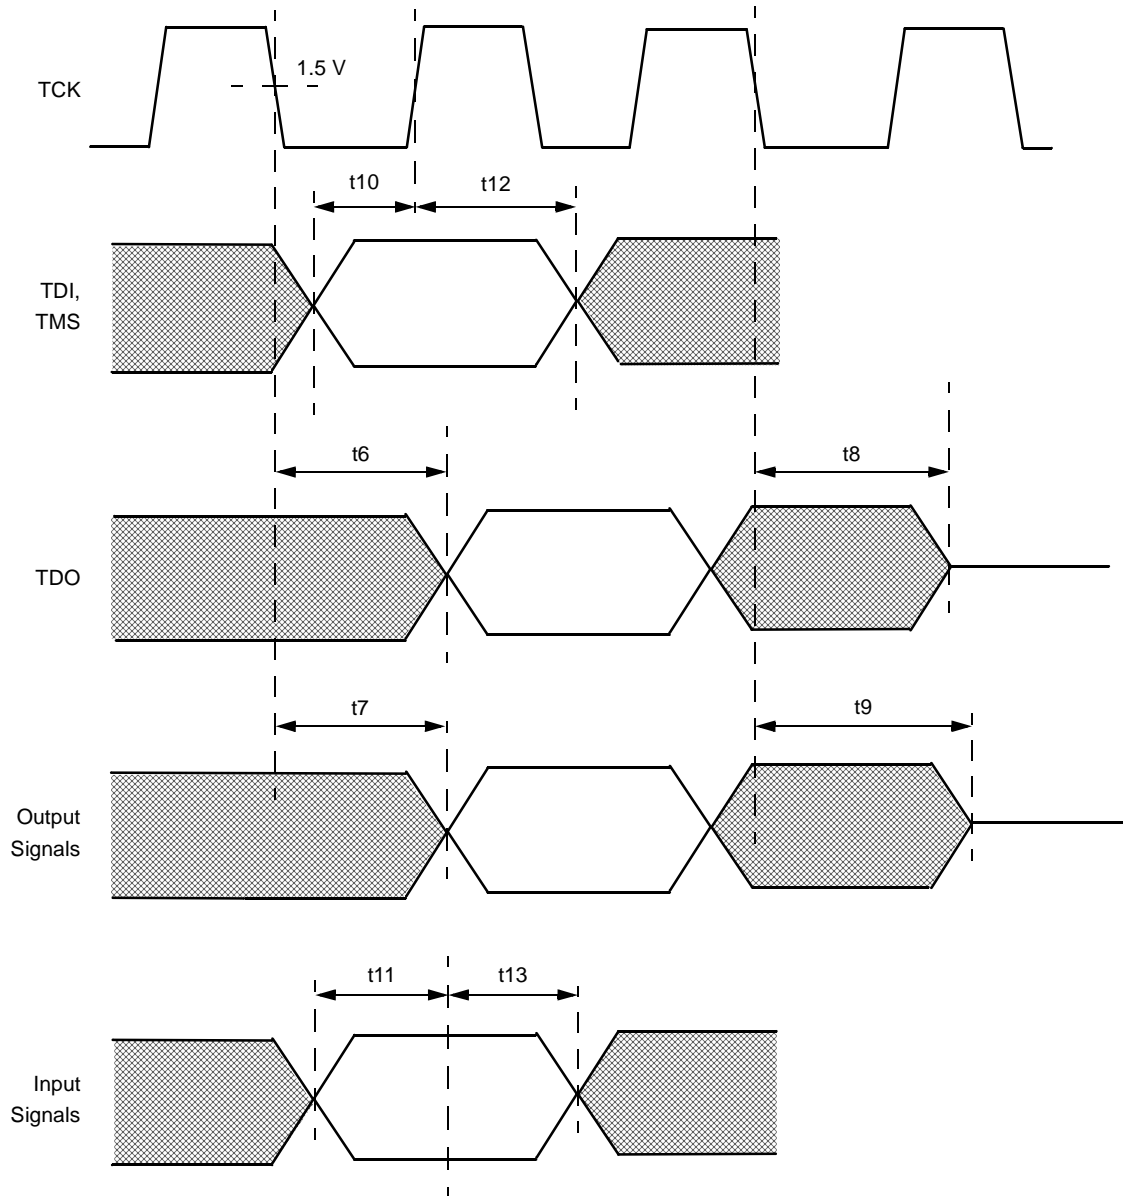 1.5 V
TCK
t10
t12
TDI,
TMS
t6
t8
TDO
t7
t9
Output
Signals
t11
t13
Input
Signals